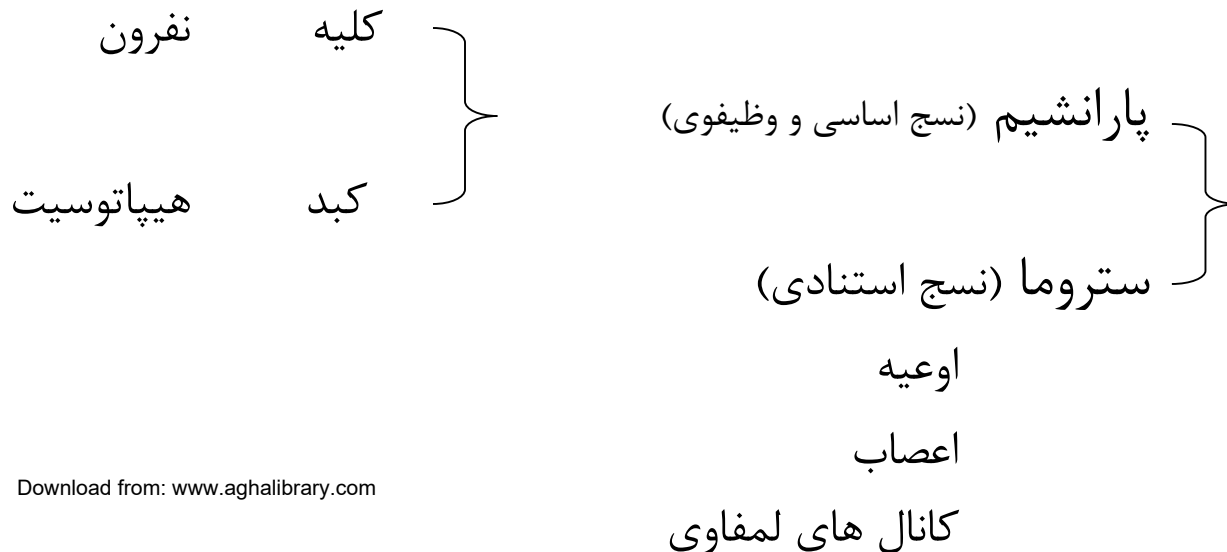 کلیه نفرون
پارانشیم (نسج اساسی و وظیفوی)
کبد هیپاتوسیت
ستروما (نسج استنادی)
اوعیه
اعصاب
کانال های لمفاوی
Download from: www.aghalibrary.com